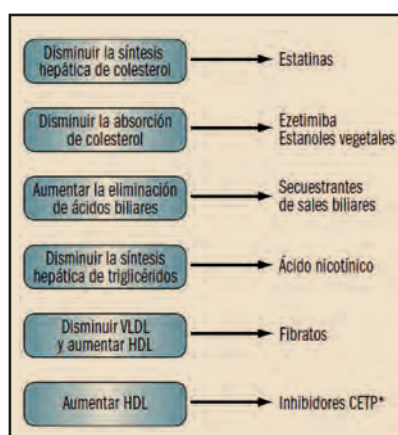 Disminuir la síntesis
hepática de colesterol
Estatinas
Disminuir la absorción
de colesterol
Ezetimiba
Estanoles vegetales
Aumentar la eliminación
de ácidos biliares
Secuestrantes
de sales biliares
Disminuir la síntesis
hepática de triglicéridos
Ácido nicotínico
Disminuir VLDL
y aumentar HDL
Fibratos
Aumentar HDL
Inhibidores CETP*